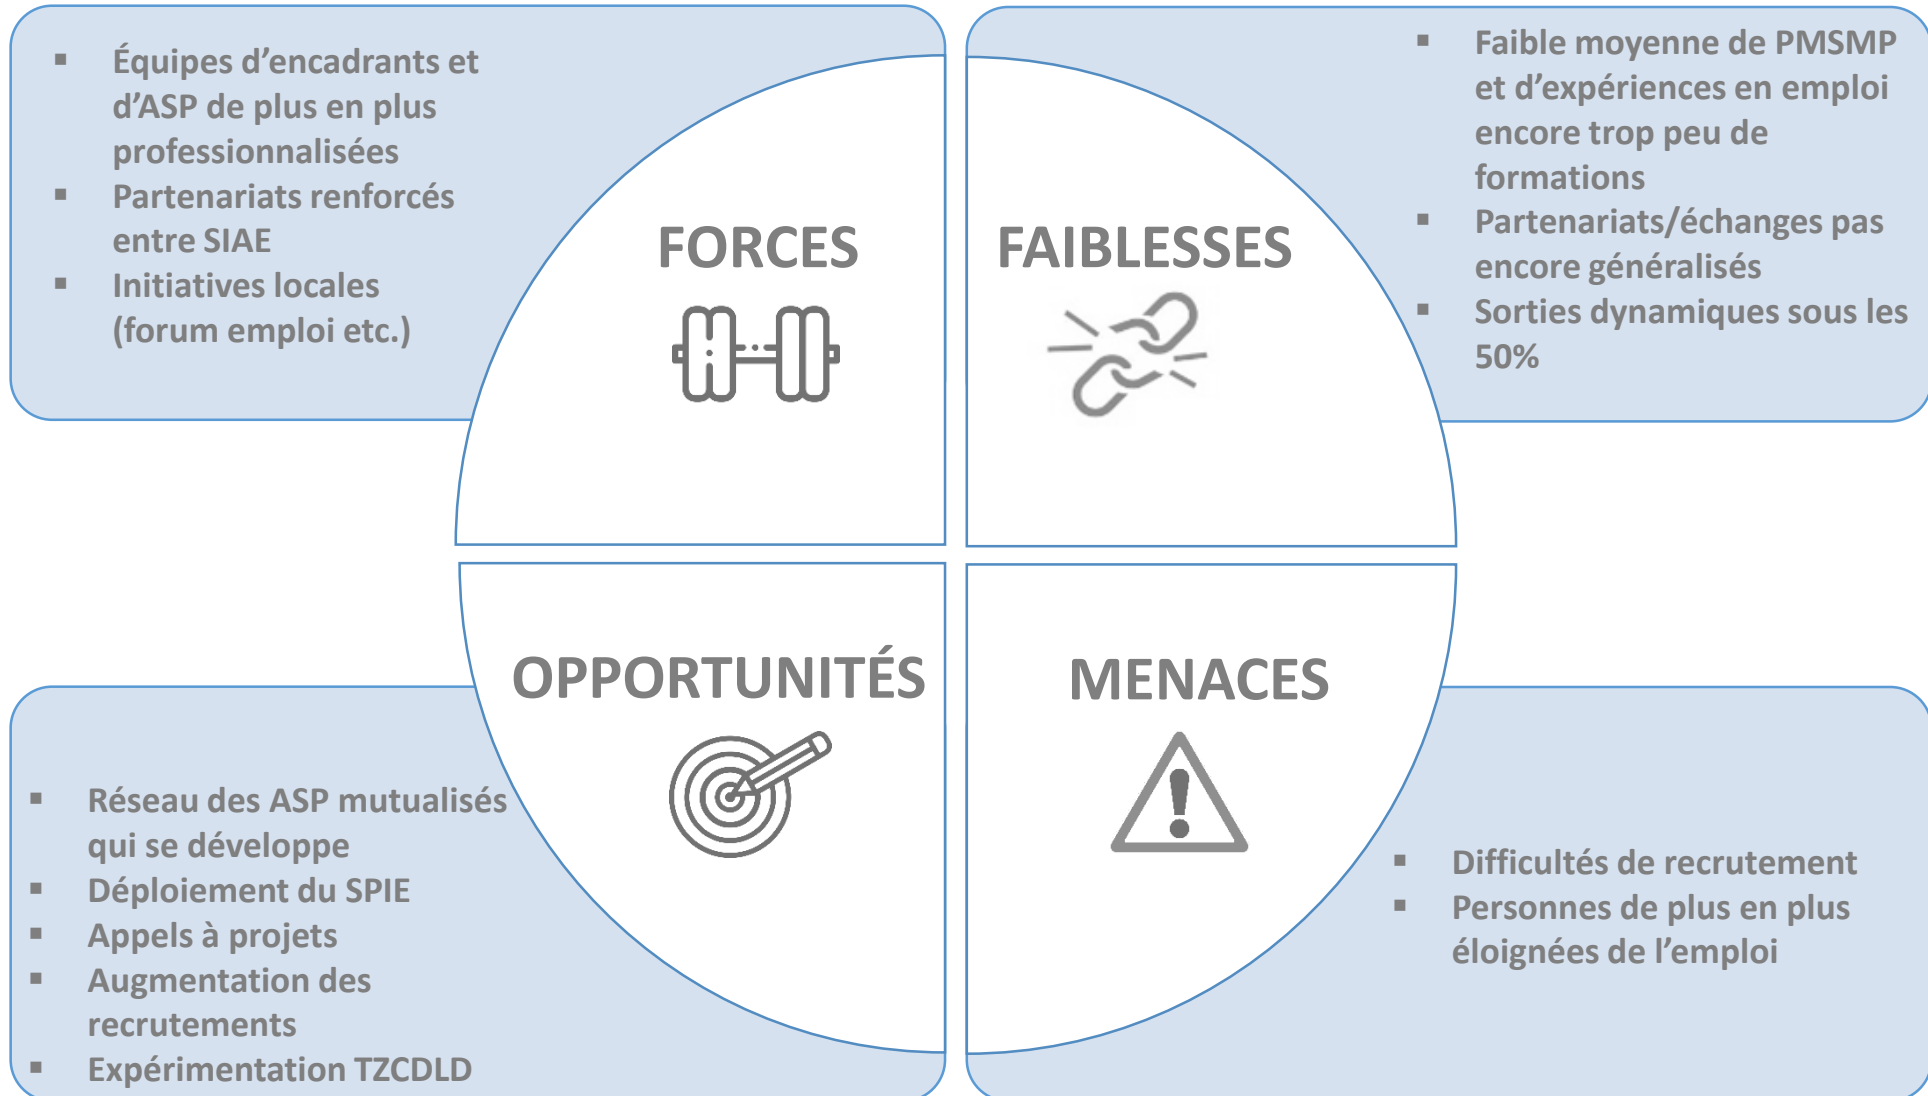 ▪ Équipes d’encadrants et
d’ASP de plus en plus
professionnalisées
▪ Partenariats renforcés
entre SIAE
▪ Initiatives locales
(forum emploi etc.)
FORCES
FAIBLESSES
▪ Faible moyenne de PMSMP
et d’expériences en emploi
encore trop peu de
formations
▪ Partenariats/échanges pas
encore généralisés
▪ Sorties dynamiques sous les
50%
OPPORTUNITÉS
▪ Réseau des ASP mutualisés
qui se développe
▪ Déploiement du SPIE
▪ Appels à projets
▪ Augmentation des
recrutements
▪ Expérimentation TZCDLD
MENACES
▪ Difficultés de recrutement
▪ Personnes de plus en plus
éloignées de l’emploi